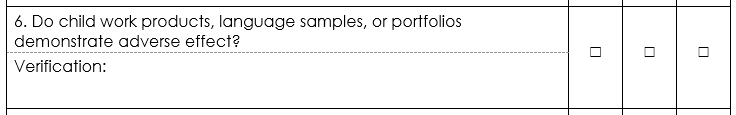 6. Do child work products, language samples, or portfolios
demonstrate adverse effect?
Verification: